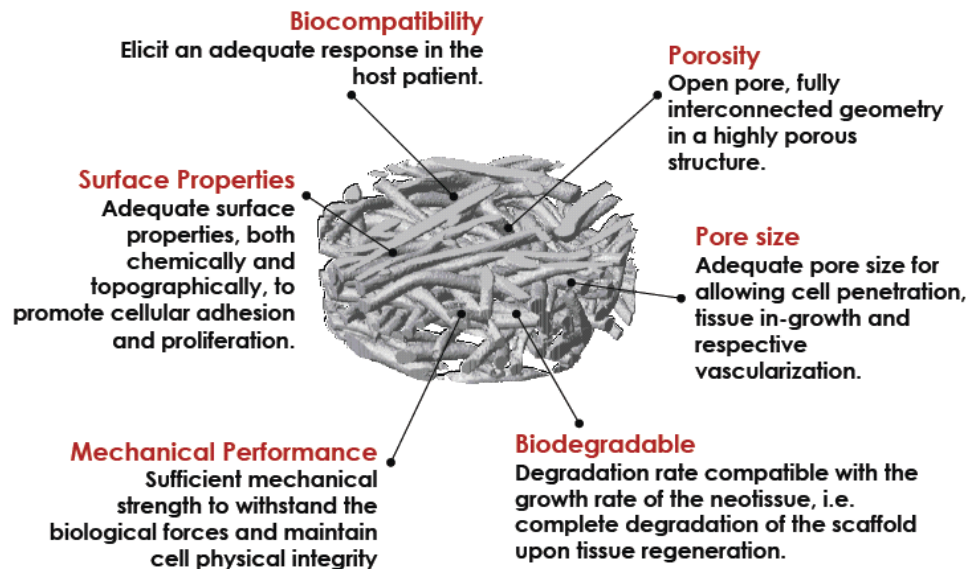 Biocompatibility
Elicit an adequate response in the
host patient.
Porosity
Open pore, fully
interconnected geometry
in a highly porous
structure.
Surface Properties
Adequate surface
properties, both
chemically and
topographically, to
promote cellular adhesion
and proliferation.
Pore size
Adequate pore size for
allowing cell penetration,
tissue in-growth and
respective
vascularization.
Mechanical Performance
Sufficient mechanical
strength to withstand the
biological forces and maintain
cell physical integrity
Biodegradable
Degradation rate compatible with the
growth rate of the neotissue, i.e.
complete degradation of the scaffold
upon tissue regeneration.